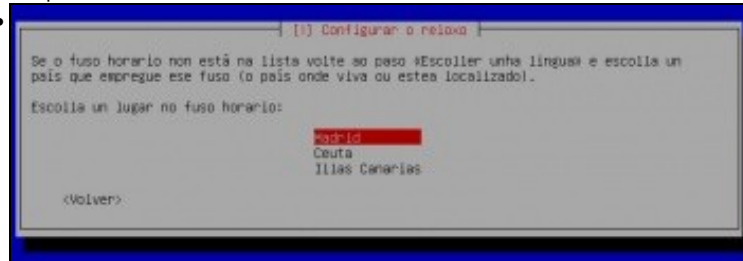 [!] Configurar o reloxo
Se o fuso horario non está na lista volte ao paso «Escoller unha lingua» e escolla un
país que empregue ese fuso (o país onde viva ou estea localizado).
Escolla un lugar no fuso horario:
Madrid
Ceuta
Illas Canarias
<Volver>